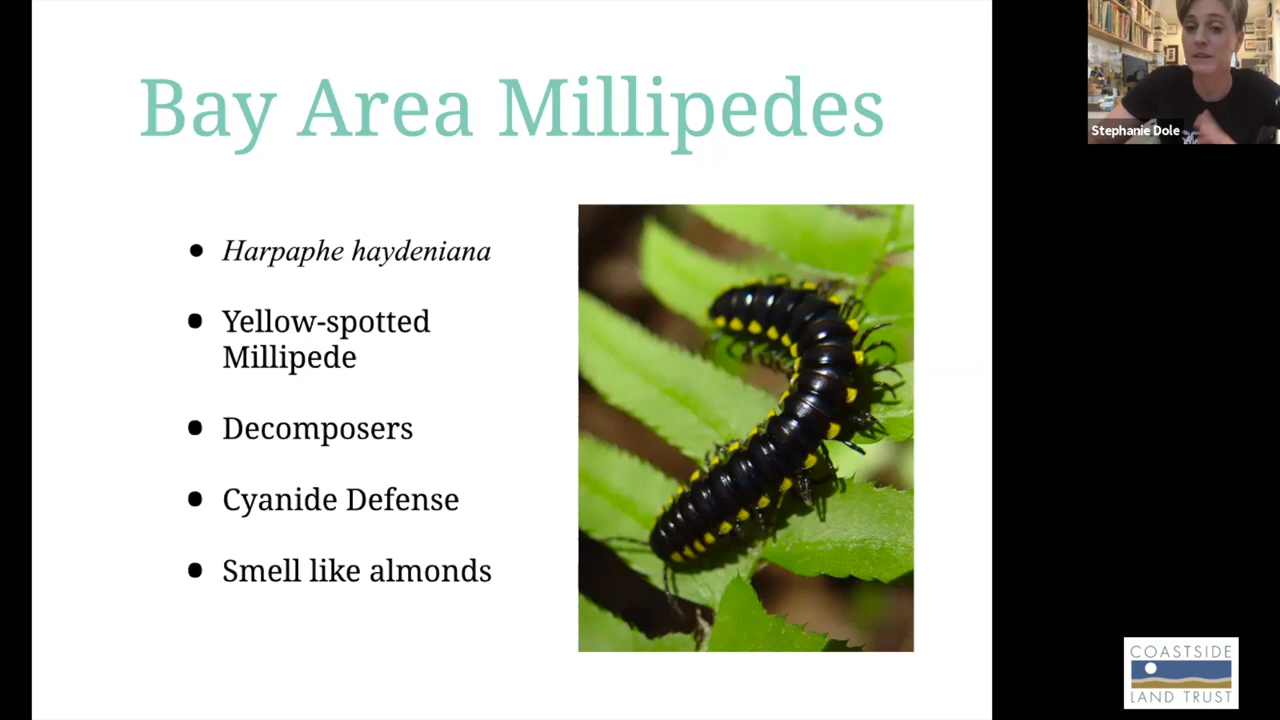 Bay Area Millipedes
Harpaphe haydeniana
Yellow-spotted
Millipede
Decomposers
Cyanide Defense
Smell like almonds
Stephanie Dole
COASTSIDE
LAND TRUST